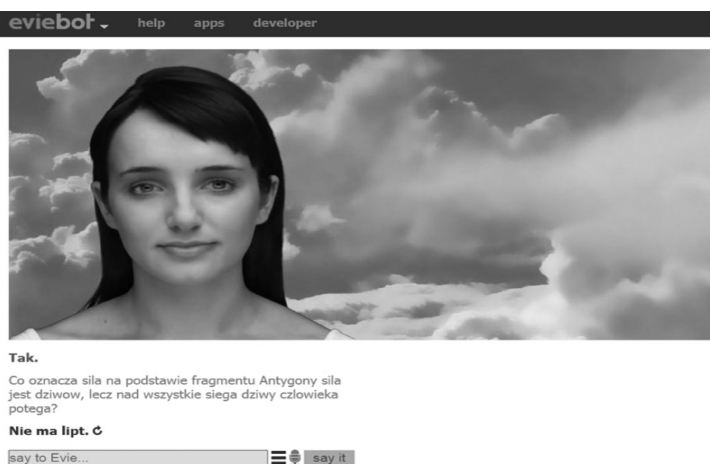 eviebot help apps developer
Tak.
Co oznacza sila na podstawie fragmentu Antygony sila
jest dziwow, lecz nad wszystkie siega dziwy czlowieka
potega?
Nie ma lipt.
say to Evie... say it